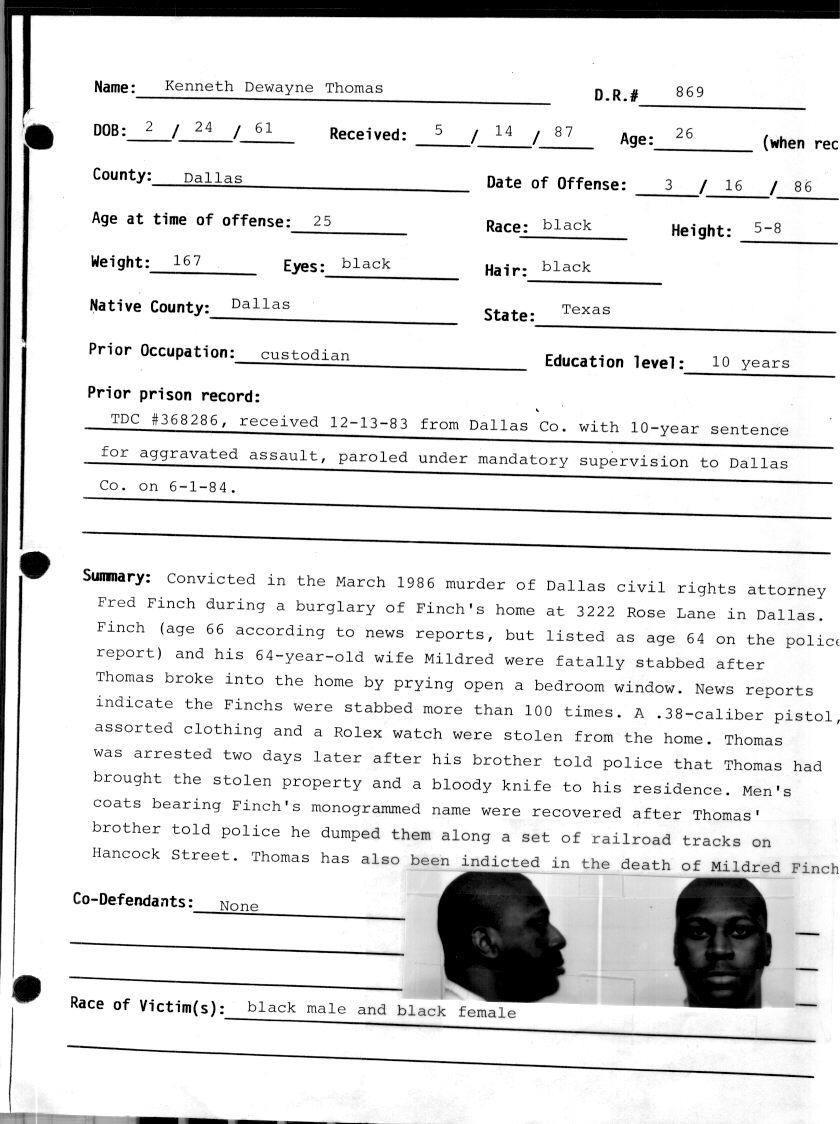 Name: Kenneth Dewayne Thomas D.R.# 869
DOB: 2 / 24 / 61 Received: 5 / 14 / 87 Age: 26 (when rec
County: Dallas Date of Offense: 3 / 16 / 86
Age at time of offense: 25 Race: black Height: 5-8
Weight: 167 Eyes: black Hair: black
Native County: Dallas State: Texas
Prior Occupation: custodian Education level: 10 years
Prior prison record:
TDC #368286, received 12-13-83 from Dallas Co. with 10-year sentence
for aggravated assault, paroled under mandatory supervision to Dallas
Co. on 6-1-84.
Summary: Convicted in the March 1986 murder of Dallas civil rights attorney
Fred Finch during a burglary of Finch's home at 3222 Rose Lane in Dallas.
Finch (age 66 according to news reports, but listed as age 64 on the police
report) and his 64-year-old wife Mildred were fatally stabbed after
Thomas broke into the home by prying open a bedroom window. News reports
indicate the Finchs were stabbed more than 100 times. A .38-caliber pistol,
assorted clothing and a Rolex watch were stolen from the home. Thomas
was arrested two days later after his brother told police that Thomas had
brought the stolen property and a bloody knife to his residence. Men's
coats bearing Finch's monogrammed name were recovered after Thomas'
brother told police he dumped them along a set of railroad tracks on
Hancock Street. Thomas has also been indicted in the death of Mildred Finch
Co-Defendants: None
Race of Victim(s): black male and black female